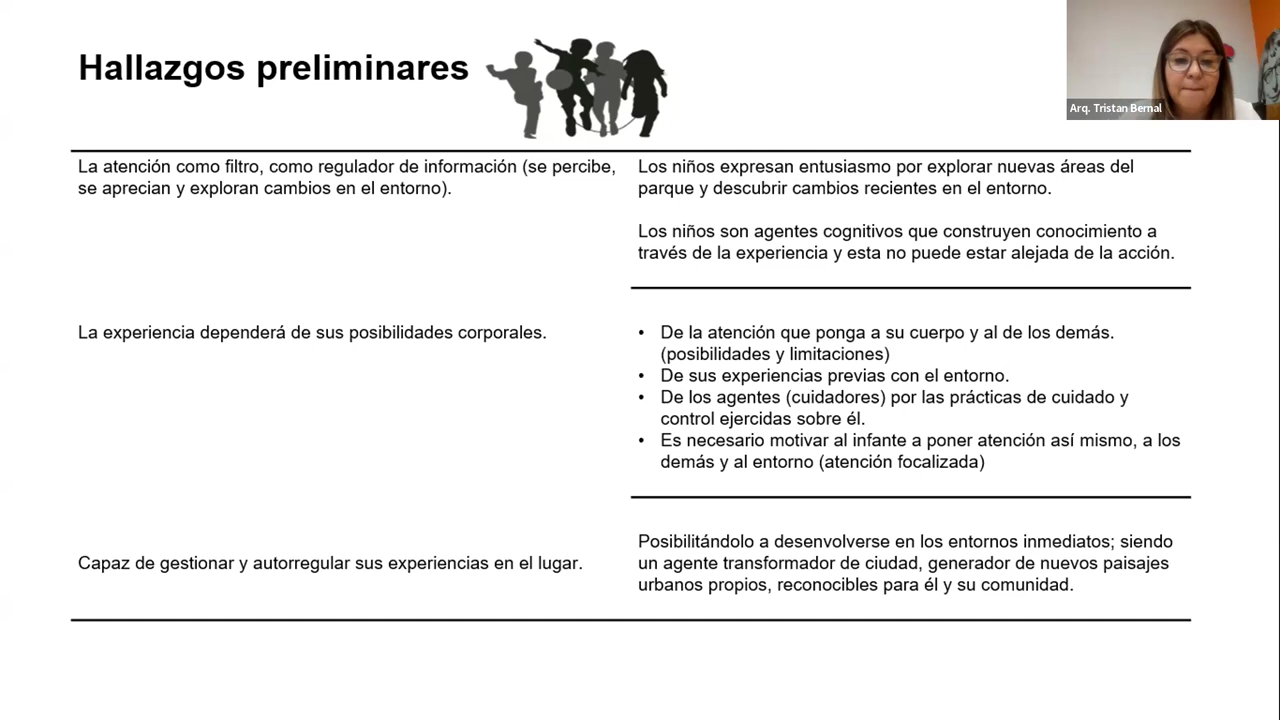 Hallazgos preliminares
Arq. Tristan Bernal
La atención como filtro, como regulador de información (se percibe,
se aprecian y exploran cambios en el entorno).
Los niños expresan entusiasmo por explorar nuevas áreas del
parque y descubrir cambios recientes en el entorno.
Los niños son agentes cognitivos que construyen conocimiento a
través de la experiencia y esta no puede estar alejada de la acción.
La experiencia dependerá de sus posibilidades corporales.
• De la atención que ponga a su cuerpo y al de los demás.
(posibilidades y limitaciones)
• De sus experiencias previas con el entorno.
• De los agentes (cuidadores) por las prácticas de cuidado y
control ejercidas sobre él.
• Es necesario motivar al infante a poner atención así mismo, a los
demás y al entorno (atención focalizada)
Capaz de gestionar y autorregular sus experiencias en el lugar.
Posibilitándolo a desenvolverse en los entornos inmediatos; siendo
un agente transformador de ciudad, generador de nuevos paisajes
urbanos propios, reconocibles para él y su comunidad.